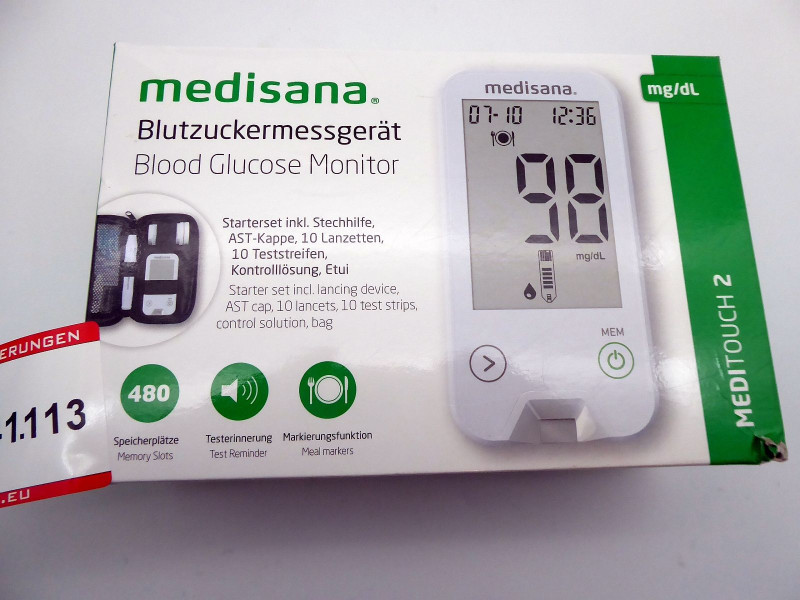 medisana®
Blutzuckermessgerät
Blood Glucose Monitor
Starterset inkl. Stechhilfe,
AST-Kappe, 10 Lanzetten,
10 Teststreifen,
Kontrolllösung, Etui
Starter set incl. lancing device,
AST cap, 10 lancets, 10 test strips,
control solution, bag
480
Speicherplätze
Memory Slots
Testerinnerung
Test Reminder
Markierungsfunktion
Meal markers
medisana®
07-10 12:36
98
mg/dL
MEM
mg/dL
MEDITOUCH 2
ERUNGEN
-1.113
.EU